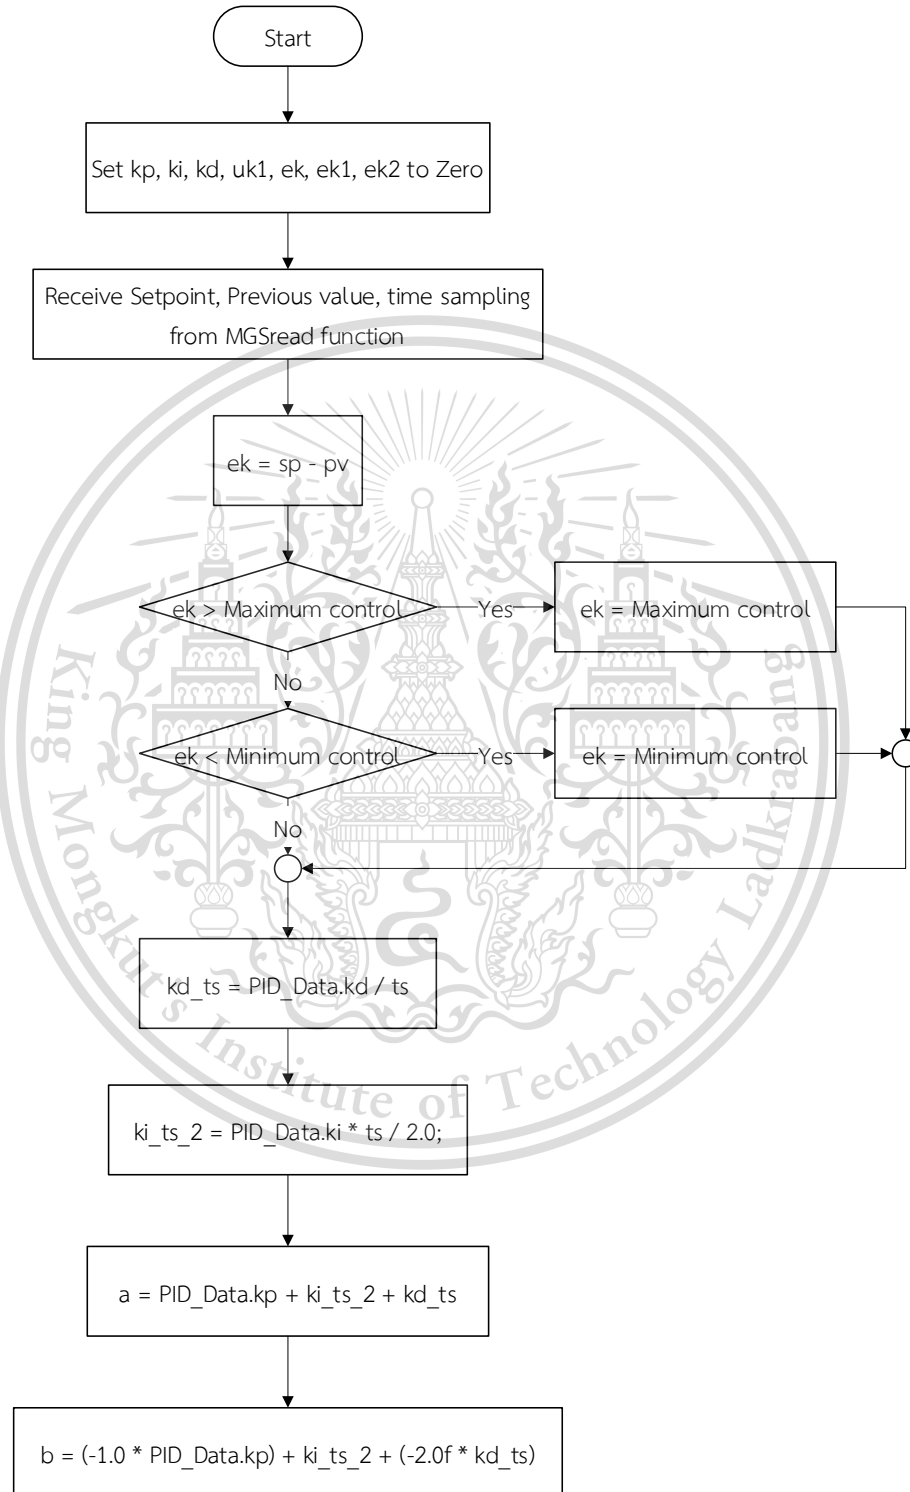 Start
Set kp, ki, kd, uk1, ek, ek1, ek2 to Zero
Receive Setpoint, Previous value, time sampling
from MGSread function
ek = sp - pv
ek > Maximum control
Yes
ek = Maximum control
No
ek < Minimum control
Yes
ek = Minimum control
No
kd_ts = PID_Data.kd / ts
ki_ts_2 = PID_Data.ki * ts / 2.0;
a = PID_Data.kp + ki_ts_2 + kd_ts
b = (-1.0 * PID_Data.kp) + ki_ts_2 + (-2.0f * kd_ts)
King Mongkut's Institute of Technology Ladkrabang